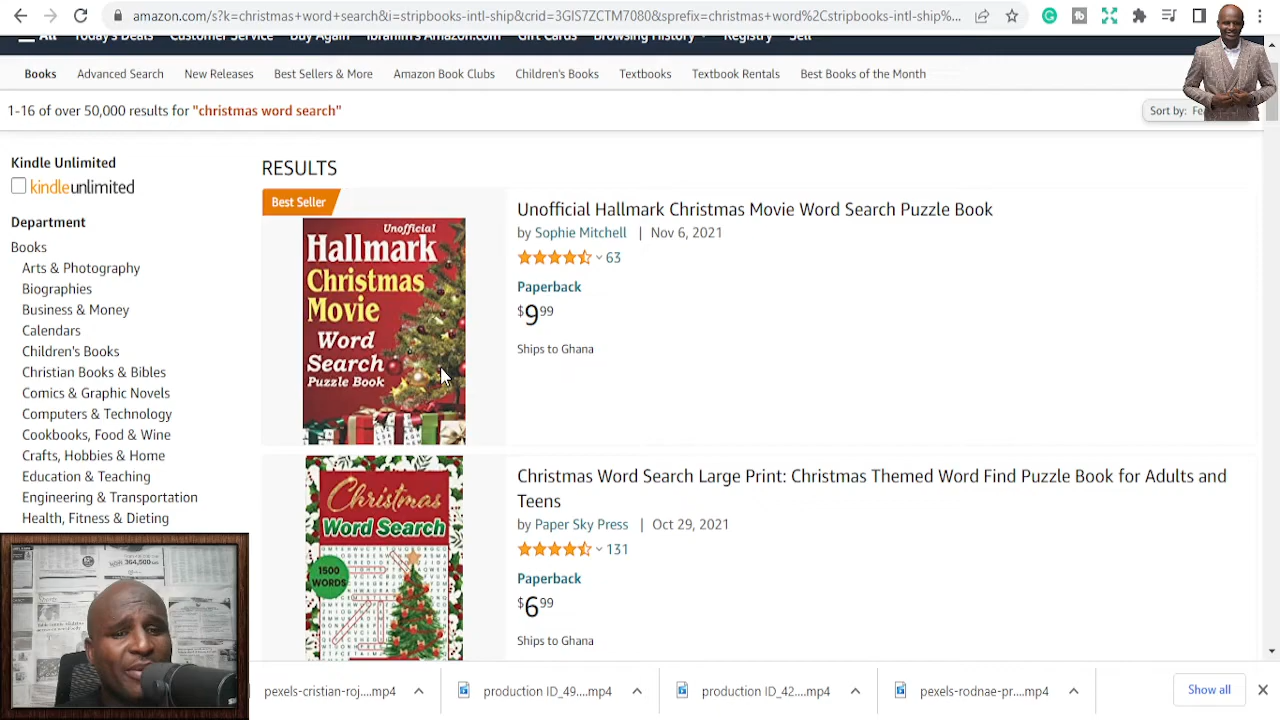 amazon.com/s?k=christmas+word+search&i=stripbooks-intl-ship&crid=3GIS7ZCTM7080&sprefix=christmas+word%2Cstripbooks-intl-ship%...
All Today's Deals Customer Service Buy Again Ibrahim's Amazon.com Gift Cards Browsing History Registry Sell
Books Advanced Search New Releases Best Sellers & More Amazon Book Clubs Children's Books Textbooks Textbook Rentals Best Books of the Month
1-16 of over 50,000 results for "christmas word search"
Sort by: Fe
Kindle Unlimited
kindleunlimited
Department
Books
Arts & Photography
Biographies
Business & Money
Calendars
Children's Books
Christian Books & Bibles
Comics & Graphic Novels
Computers & Technology
Cookbooks, Food & Wine
Crafts, Hobbies & Home
Education & Teaching
Engineering & Transportation
Health, Fitness & Dieting
RESULTS
Best Seller
Unofficial
Hallmark
Christmas
Movie
Word
Search
Puzzle Book
Unofficial Hallmark Christmas Movie Word Search Puzzle Book
by Sophie Mitchell | Nov 6, 2021
63
Paperback
$9.99
Ships to Ghana
Christmas
Word Search
1500
WORDS
Christmas Word Search Large Print: Christmas Themed Word Find Puzzle Book for Adults and
Teens
by Paper Sky Press | Oct 29, 2021
131
Paperback
$6.99
Ships to Ghana
pexels-cristian-roj....mp4
production ID_49....mp4
production ID_42....mp4
pexels-rodnae-pr....mp4
Show all